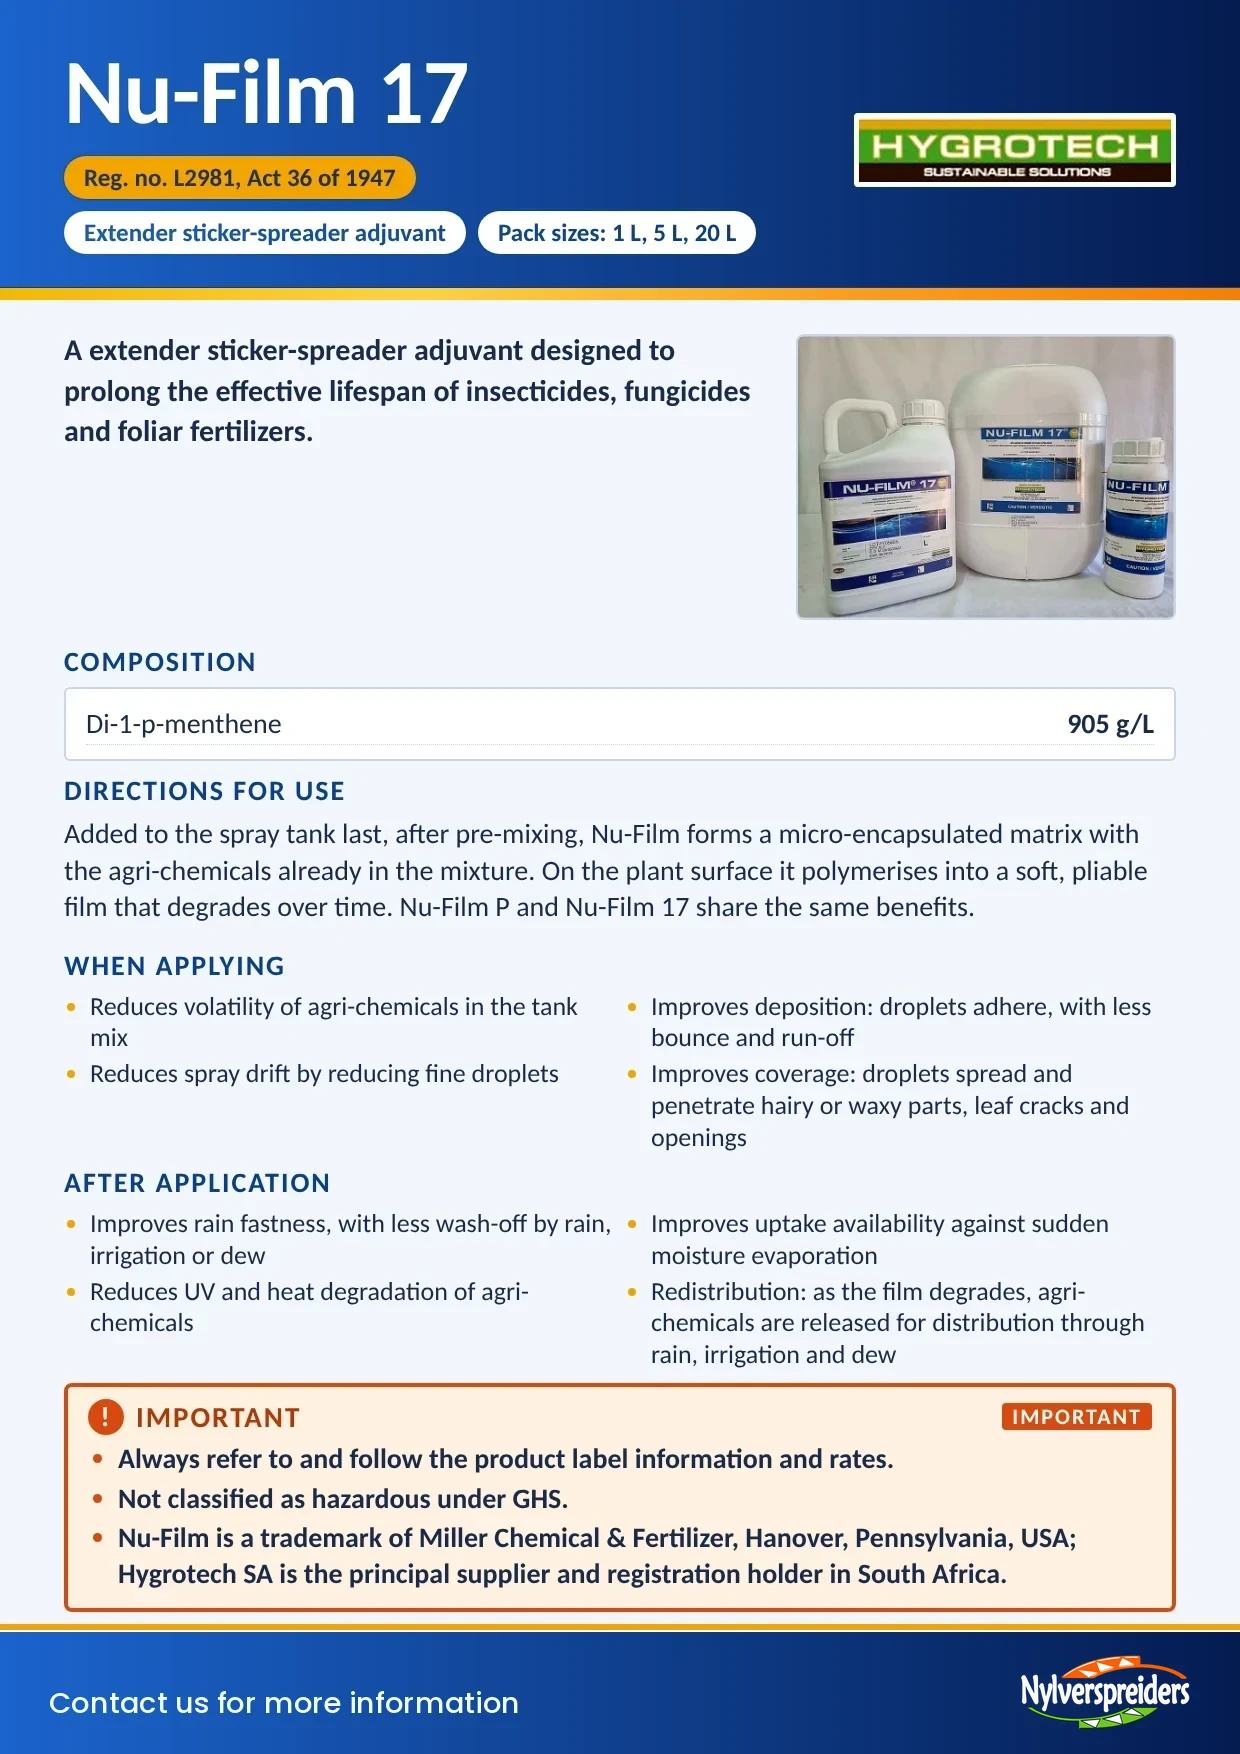 Nu-Film 17
Reg. no. L2981, Act 36 of 1947
Extender sticker-spreader adjuvant
Pack sizes: 1 L, 5 L, 20 L
HYGROTECH
SUSTAINABLE SOLUTIONS
A extender sticker-spreader adjuvant designed to
prolong the effective lifespan of insecticides, fungicides
and foliar fertilizers.
NU-FILM® 17
NU-FILM 17
HYGROTECH
CAUTION / VERSIGTIG
NU-FILM
HYGROTECH
COMPOSITION
Di-1-p-menthene 905 g/L
DIRECTIONS FOR USE
Added to the spray tank last, after pre-mixing, Nu-Film forms a micro-encapsulated matrix with
the agri-chemicals already in the mixture. On the plant surface it polymerises into a soft, pliable
film that degrades over time. Nu-Film P and Nu-Film 17 share the same benefits.
WHEN APPLYING
• Reduces volatility of agri-chemicals in the tank
mix
• Reduces spray drift by reducing fine droplets
• Improves deposition: droplets adhere, with less
bounce and run-off
• Improves coverage: droplets spread and
penetrate hairy or waxy parts, leaf cracks and
openings
AFTER APPLICATION
• Improves rain fastness, with less wash-off by rain,
irrigation or dew
• Reduces UV and heat degradation of agri-
chemicals
• Improves uptake availability against sudden
moisture evaporation
• Redistribution: as the film degrades, agri-
chemicals are released for distribution through
rain, irrigation and dew
! IMPORTANT
IMPORTANT
• Always refer to and follow the product label information and rates.
• Not classified as hazardous under GHS.
• Nu-Film is a trademark of Miller Chemical & Fertilizer, Hanover, Pennsylvania, USA;
Hygrotech SA is the principal supplier and registration holder in South Africa.
Contact us for more information
Nylverspreiders